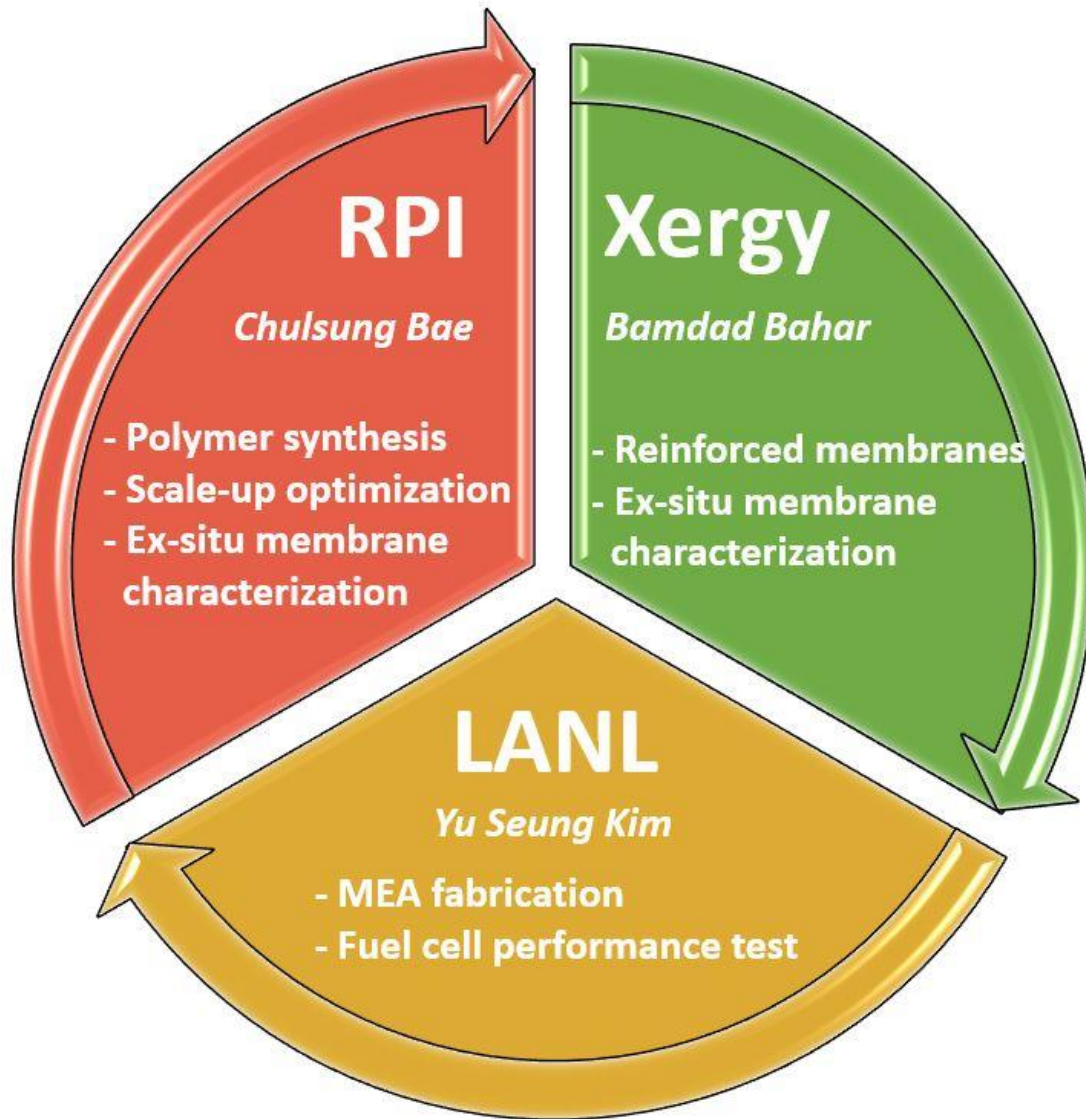 RPI
Chulsung Bae
- Polymer synthesis
- Scale-up optimization
- Ex-situ membrane
characterization
Xergy
Bamdad Bahar
- Reinforced membranes
- Ex-situ membrane
characterization
LANL
Yu Seung Kim
- MEA fabrication
- Fuel cell performance test